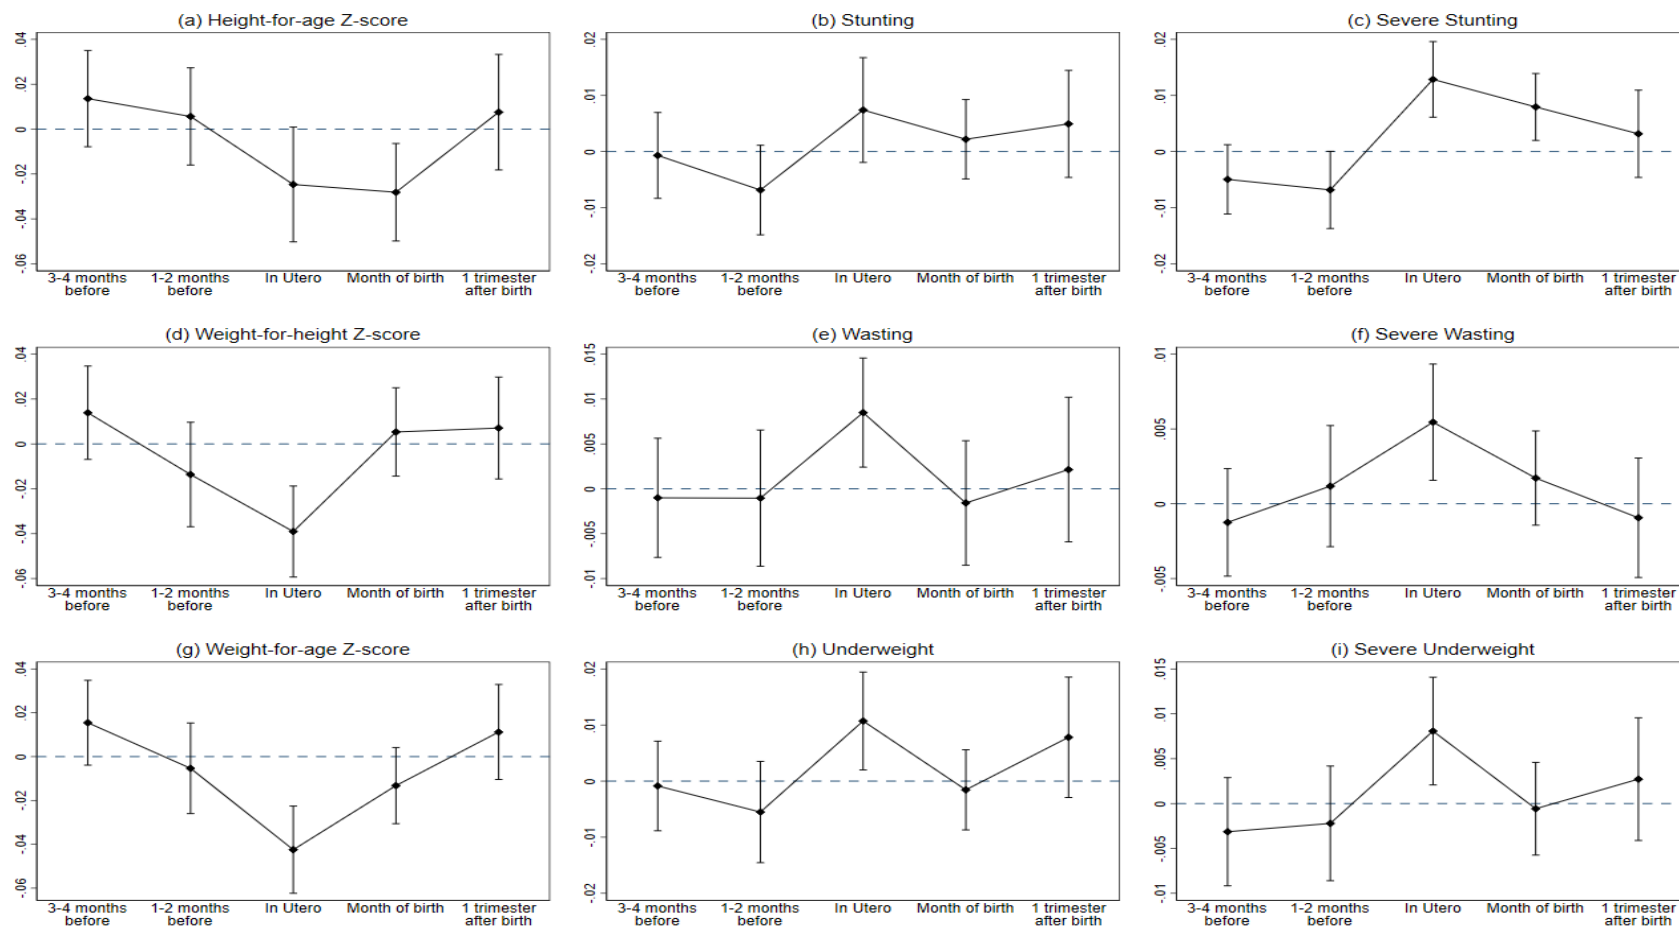 (a) Height-for-age Z-score
.04
.02
0
-.02
-.04
-.06
3-4 months
before
1-2 months
before
In Utero
Month of birth
1 trimester
after birth
(b) Stunting
.02
.01
0
-.01
-.02
3-4 months
before
1-2 months
before
In Utero
Month of birth
1 trimester
after birth
(c) Severe Stunting
.02
.01
0
-.01
-.02
3-4 months
before
1-2 months
before
In Utero
Month of birth
1 trimester
after birth
(d) Weight-for-height Z-score
.04
.02
0
-.02
-.04
-.06
3-4 months
before
1-2 months
before
In Utero
Month of birth
1 trimester
after birth
(e) Wasting
.015
.01
.005
0
-.005
-.01
3-4 months
before
1-2 months
before
In Utero
Month of birth
1 trimester
after birth
(f) Severe Wasting
.01
.005
0
-.005
3-4 months
before
1-2 months
before
In Utero
Month of birth
1 trimester
after birth
(g) Weight-for-age Z-score
.04
.02
0
-.02
-.04
-.06
3-4 months
before
1-2 months
before
In Utero
Month of birth
1 trimester
after birth
(h) Underweight
.02
.01
0
-.01
-.02
3-4 months
before
1-2 months
before
In Utero
Month of birth
1 trimester
after birth
(i) Severe Underweight
.015
.01
.005
0
-.005
-.01
3-4 months
before
1-2 months
before
In Utero
Month of birth
1 trimester
after birth